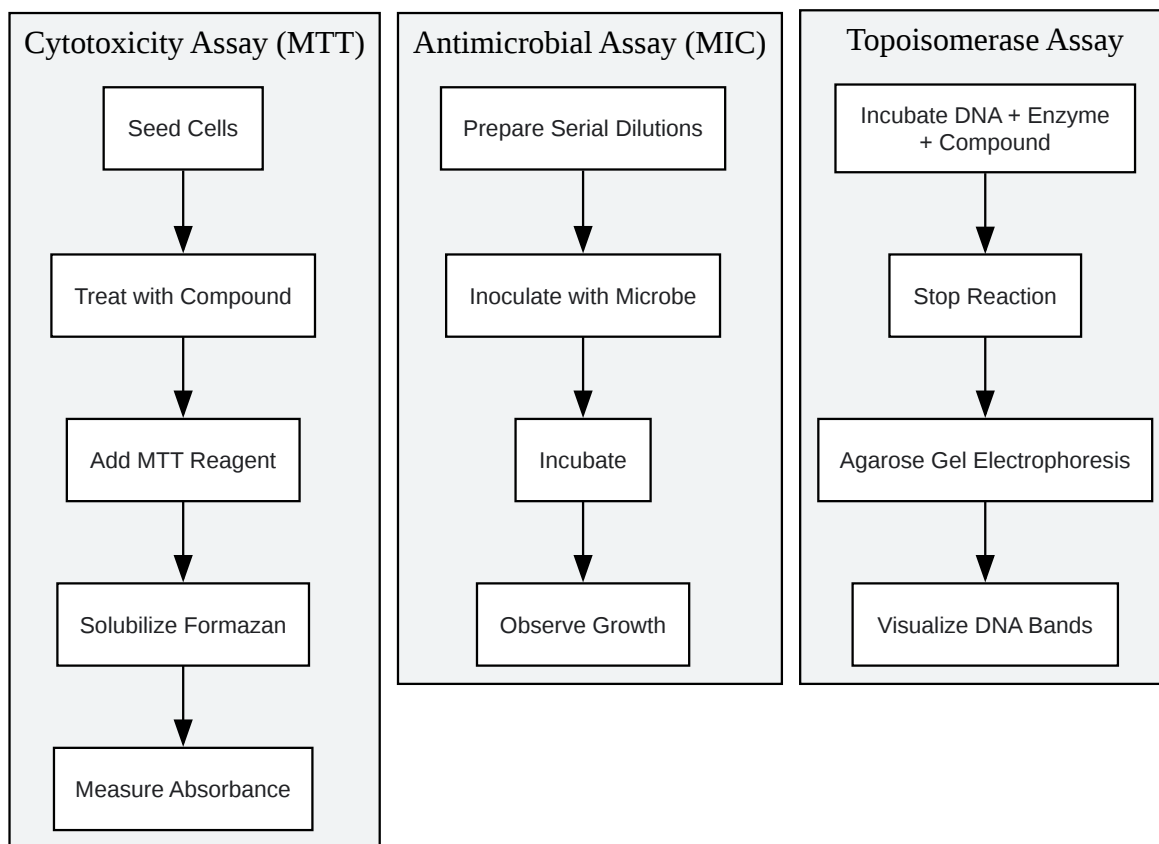 Cytotoxicity Assay (MTT)
Seed Cells
Treat with Compound
Add MTT Reagent
Solubilize Formazan
Measure Absorbance
Antimicrobial Assay (MIC)
Prepare Serial Dilutions
Inoculate with Microbe
Incubate
Observe Growth
Topoisomerase Assay
Incubate DNA + Enzyme
+ Compound
Stop Reaction
Agarose Gel Electrophoresis
Visualize DNA Bands